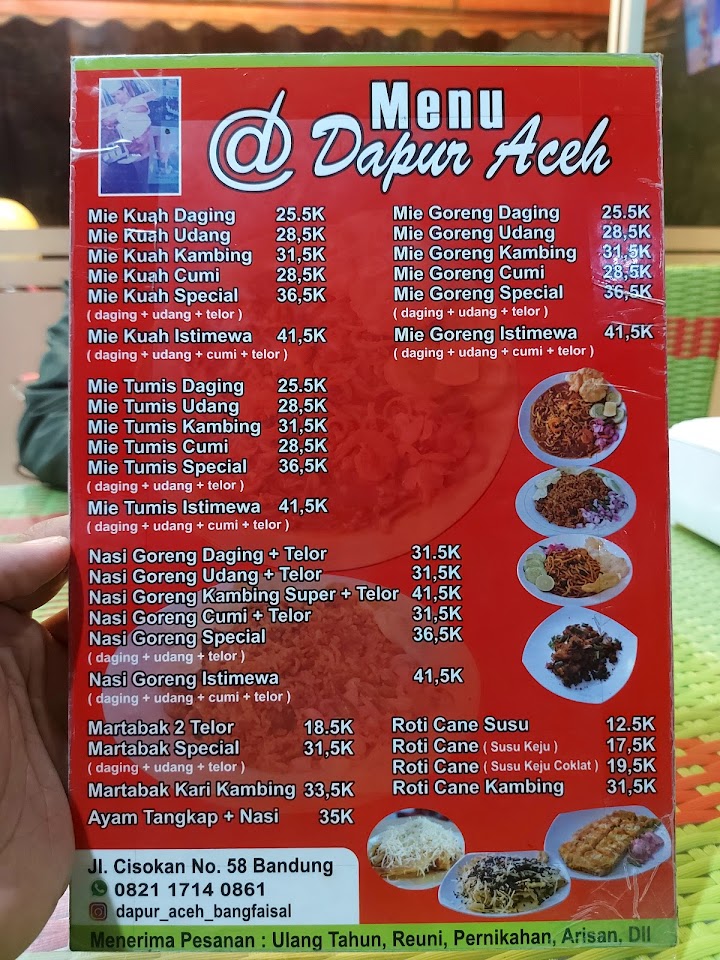 Menu
@ Dapur Aceh
Mie Kuah Daging 25.5K
Mie Kuah Udang 28,5K
Mie Kuah Kambing 31,5K
Mie Kuah Cumi 28,5K
Mie Kuah Special 36,5K
( daging + udang + telor )
Mie Kuah Istimewa 41,5K
( daging + udang + cumi + telor )
Mie Goreng Daging 25.5K
Mie Goreng Udang 28,5K
Mie Goreng Kambing 31,5K
Mie Goreng Cumi 28,5K
Mie Goreng Special 36,5K
( daging + udang + telor )
Mie Goreng Istimewa 41,5K
( daging + udang + cumi + telor )
Mie Tumis Daging 25.5K
Mie Tumis Udang 28,5K
Mie Tumis Kambing 31,5K
Mie Tumis Cumi 28,5K
Mie Tumis Special 36,5K
( daging + udang + telor )
Mie Tumis Istimewa 41,5K
( daging + udang + cumi + telor )
Nasi Goreng Daging + Telor 31.5K
Nasi Goreng Udang + Telor 31,5K
Nasi Goreng Kambing Super + Telor 41,5K
Nasi Goreng Cumi + Telor 31,5K
Nasi Goreng Special 36,5K
( daging + udang + telor )
Nasi Goreng Istimewa 41,5K
( daging + udang + cumi + telor )
Martabak 2 Telor 18.5K
Martabak Special 31,5K
( daging + udang + telor )
Martabak Kari Kambing 33,5K
Ayam Tangkap + Nasi 35K
Roti Cane Susu 12.5K
Roti Cane ( Susu Keju ) 17,5K
Roti Cane ( Susu Keju Coklat ) 19,5K
Roti Cane Kambing 31,5K
Jl. Cisokan No. 58 Bandung
0821 1714 0861
dapur_aceh_bangfaisal
Menerima Pesanan : Ulang Tahun, Reuni, Pernikahan, Arisan, Dll